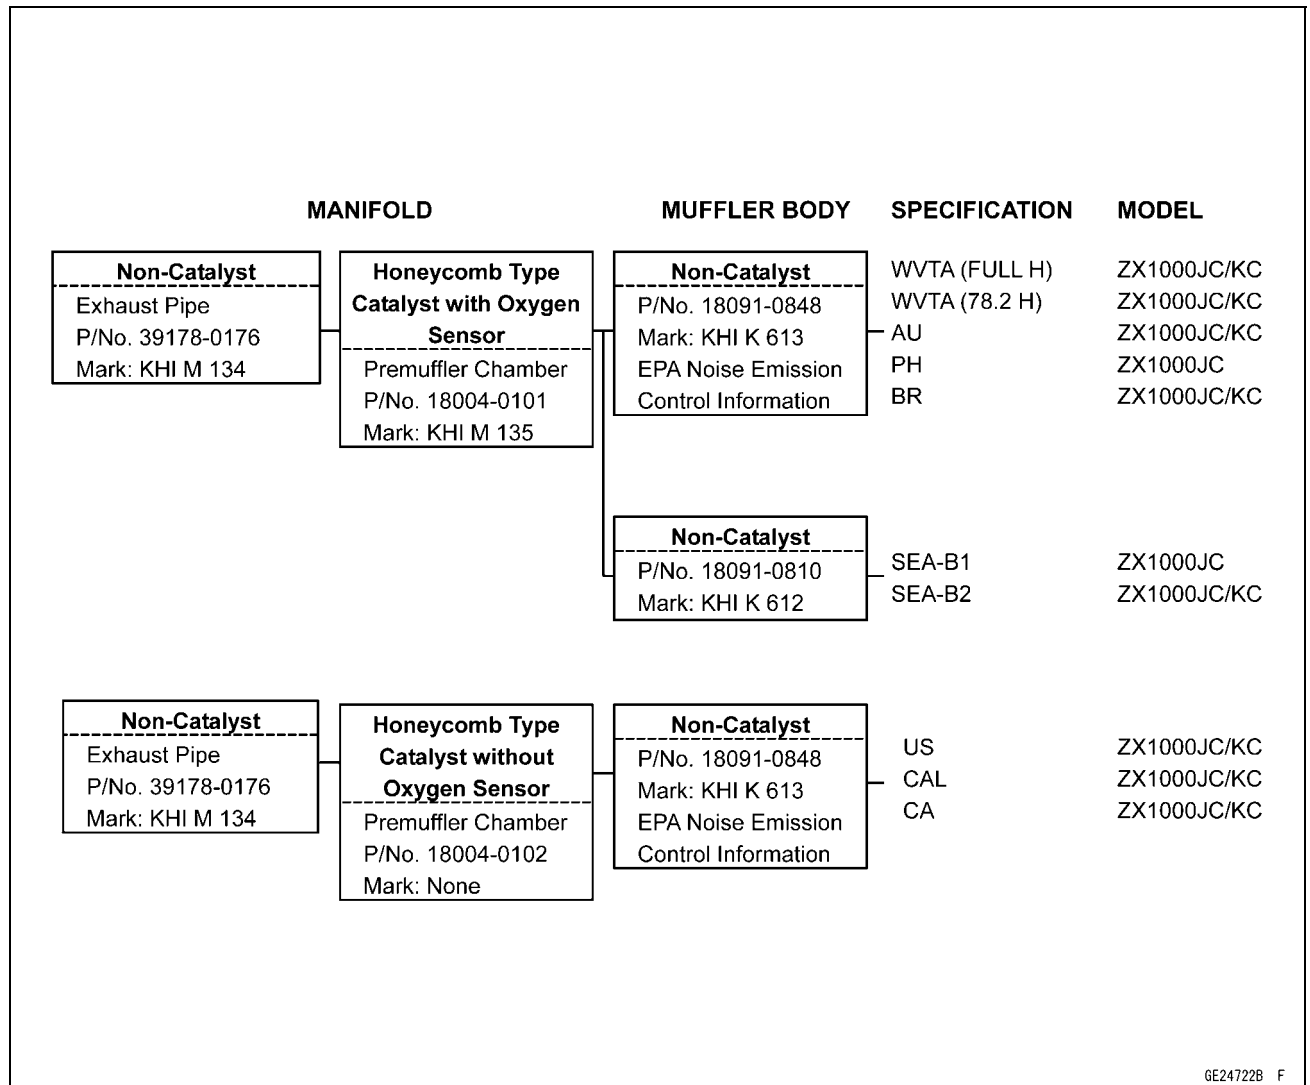 MANIFOLD
MUFFLER BODY
SPECIFICATION
MODEL
Non-Catalyst
Exhaust Pipe
P/No. 39178-0176
Mark: KHI M 134
Honeycomb Type
Catalyst with Oxygen
Sensor
Premuffler Chamber
P/No. 18004-0101
Mark: KHI M 135
Non-Catalyst
P/No. 18091-0848
Mark: KHI K 613
EPA Noise Emission
Control Information
WVTA (FULL H) ZX1000JC/KC
WVTA (78.2 H) ZX1000JC/KC
AU ZX1000JC/KC
PH ZX1000JC
BR ZX1000JC/KC
Non-Catalyst
P/No. 18091-0810
Mark: KHI K 612
SEA-B1 ZX1000JC
SEA-B2 ZX1000JC/KC
Non-Catalyst
Exhaust Pipe
P/No. 39178-0176
Mark: KHI M 134
Honeycomb Type
Catalyst without
Oxygen Sensor
Premuffler Chamber
P/No. 18004-0102
Mark: None
Non-Catalyst
P/No. 18091-0848
Mark: KHI K 613
EPA Noise Emission
Control Information
US ZX1000JC/KC
CAL ZX1000JC/KC
CA ZX1000JC/KC
GE24722B F